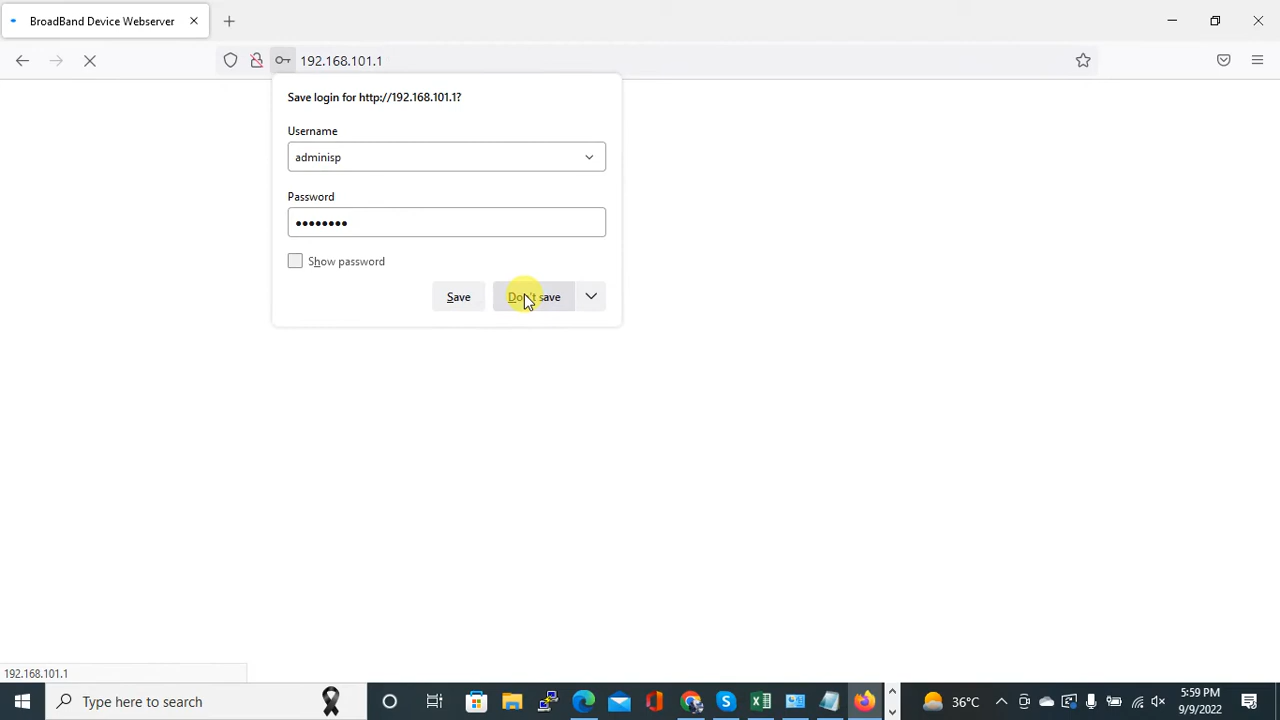 BroadBand Device Webserver
192.168.101.1
Save login for http://192.168.101.1?
Username
adminisp
Password
••••••••
Show password
Save
Don't save
192.168.101.1
Type here to search
36°C
5:59 PM
9/9/2022